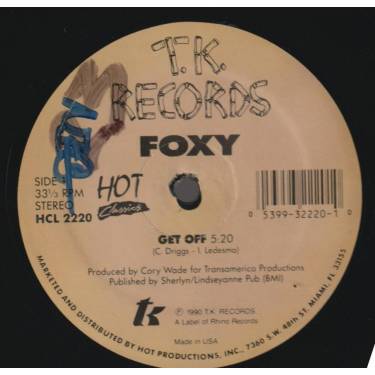 T.K.
RECORDS
FOXY
SIDE
33⅓ RPM
STEREO
HCL 2220
HOT
Classics
0 5399-32220-1 0
GET OFF 5:20
(C. Driggs - I. Ledesma)
Produced by Cory Wade for Transamerica Productions
Published by Sherlyn/Lindseyanne Pub (BMI)
tk
℗ 1990 T.K. RECORDS
A Label of Rhino Records
Made in USA
MARKETED AND DISTRIBUTED BY HOT PRODUCTIONS, INC., 7360 S.W. 48th ST, MIAMI, FL 33155